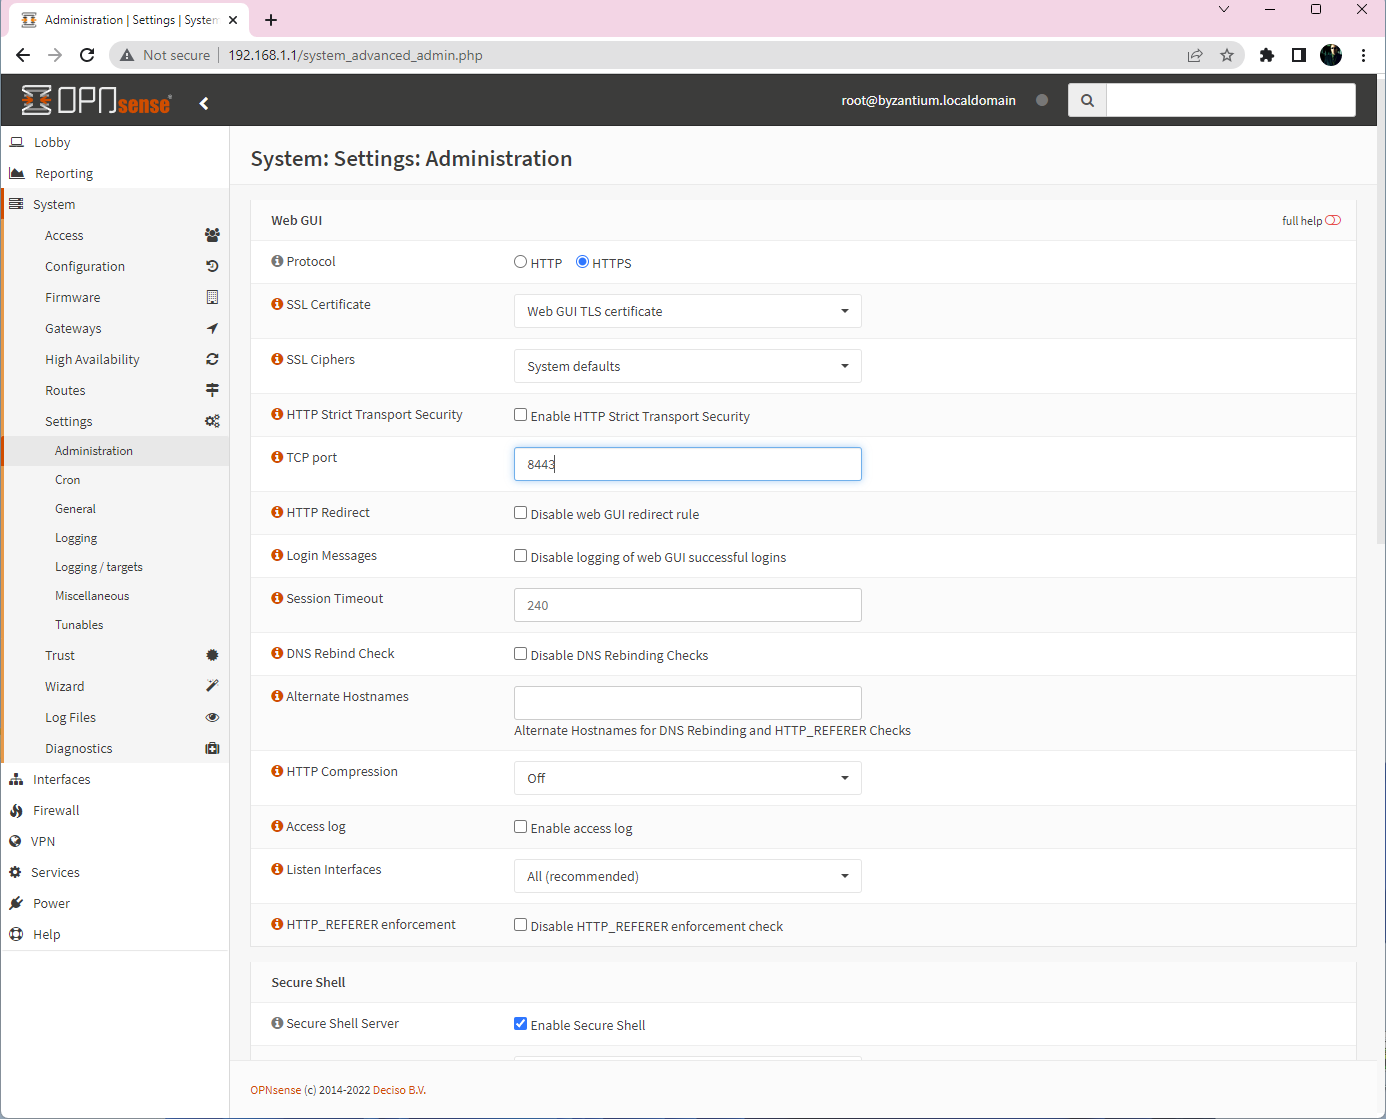 Administration | Settings | System
Not secure
192.168.1.1/system_advanced_admin.php
OPNsense
root@byzantium.localdomain
Lobby
Reporting
System
Access
Configuration
Firmware
Gateways
High Availability
Routes
Settings
Administration
Cron
General
Logging
Logging / targets
Miscellaneous
Tunables
Trust
Wizard
Log Files
Diagnostics
Interfaces
Firewall
VPN
Services
Power
Help
System: Settings: Administration
Web GUI full help
Protocol HTTP HTTPS
SSL Certificate Web GUI TLS certificate
SSL Ciphers System defaults
HTTP Strict Transport Security Enable HTTP Strict Transport Security
TCP port 8443
HTTP Redirect Disable web GUI redirect rule
Login Messages Disable logging of web GUI successful logins
Session Timeout 240
DNS Rebind Check Disable DNS Rebinding Checks
Alternate Hostnames
Alternate Hostnames for DNS Rebinding and HTTP_REFERER Checks
HTTP Compression Off
Access log Enable access log
Listen Interfaces All (recommended)
HTTP_REFERER enforcement Disable HTTP_REFERER enforcement check
Secure Shell
Secure Shell Server Enable Secure Shell
OPNsense (c) 2014-2022 Deciso B.V.